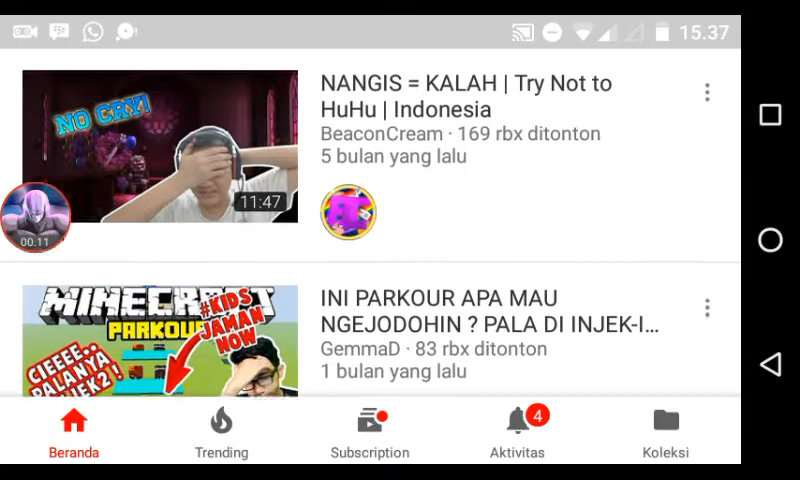 15.37
NO CRY!
11:47
NANGIS = KALAH | Try Not to
HuHu | Indonesia
BeaconCream · 169 rbx ditonton
5 bulan yang lalu
00.11
MINECRAFT
PARKOUR
#KIDS
JAMAN
NOW
CIEEEE..
PALANYA
INI PARKOUR APA MAU
NGEJODOHIN ? PALA DI INJEK-I...
GemmaD · 83 rbx ditonton
1 bulan yang lalu
Beranda
Trending
Subscription
4
Aktivitas
Koleksi